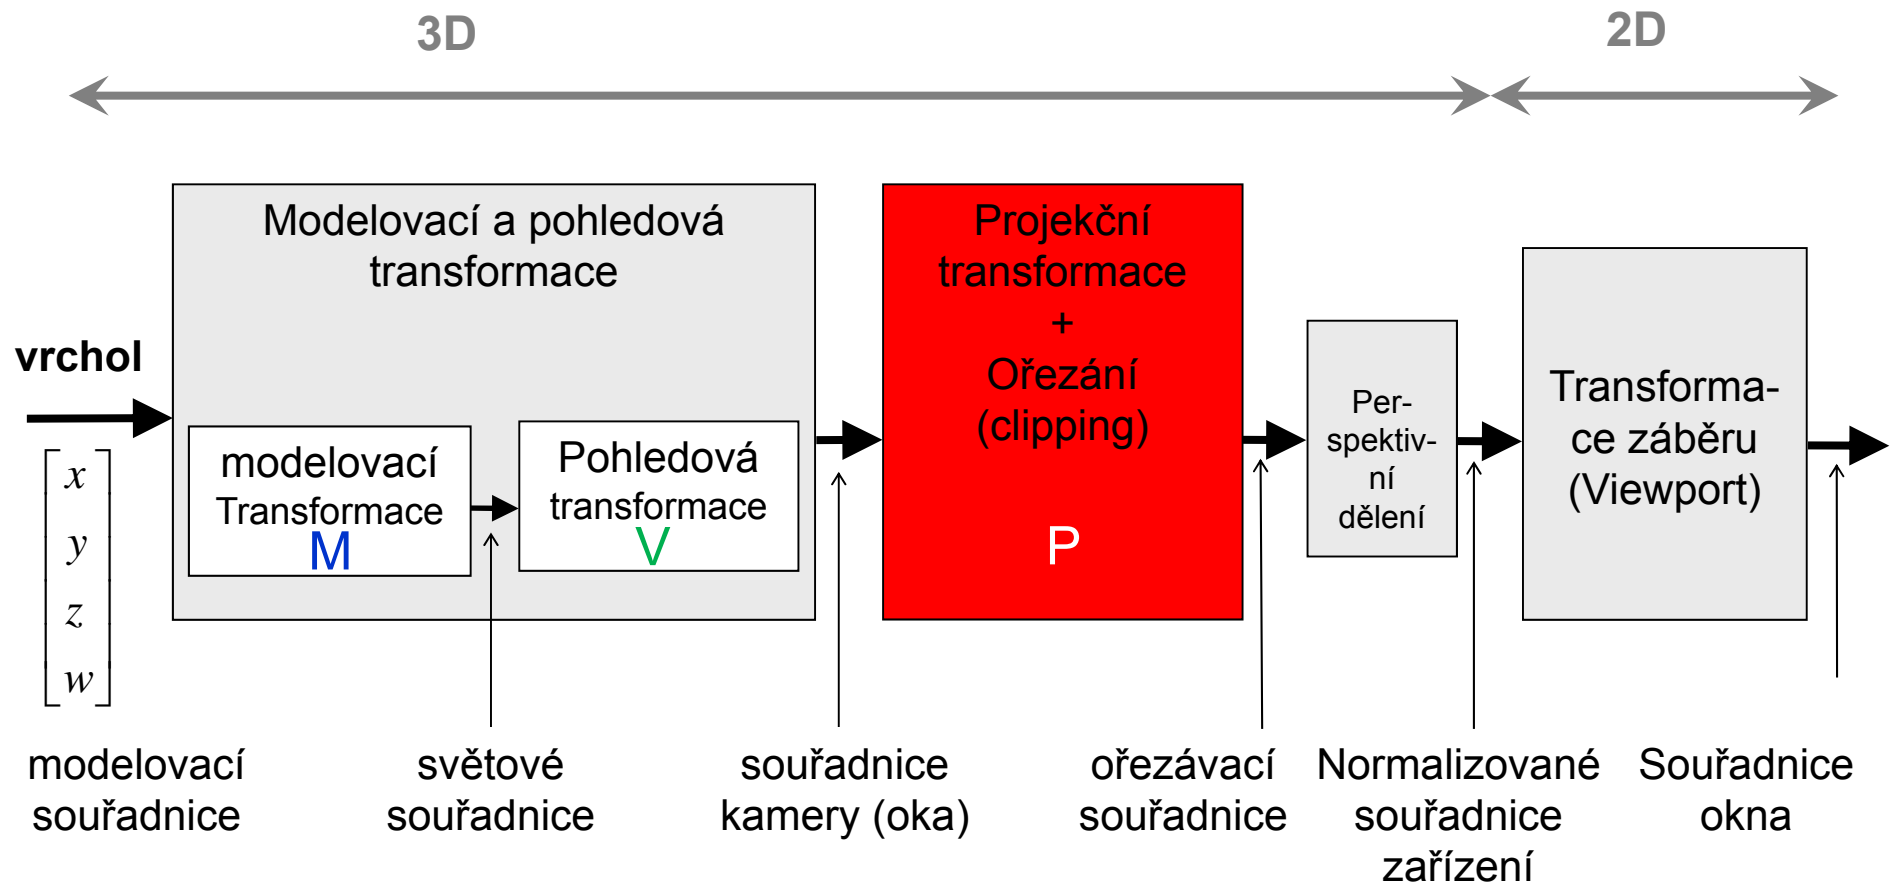 3D
2D
Modelovací a pohledová
transformace
Projekční
transformace
+
Ořezání
(clipping)
P
vrchol
x
y
z
w
modelovací
Transformace
M
Pohledová
transformace
V
Per-
spektiv-
ní
dělení
Transforma-
ce záběru
(Viewport)
modelovací
souřadnice
světové
souřadnice
souřadnice
kamery (oka)
ořezávací
souřadnice
Normalizované
souřadnice
zařízení
Souřadnice
okna